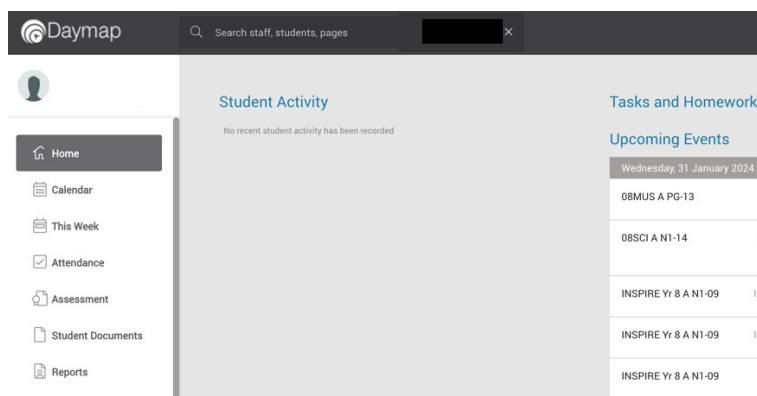 Daymap
Search staff, students, pages
Home
Calendar
This Week
Attendance
Assessment
Student Documents
Reports
Student Activity
No recent student activity has been recorded
Tasks and Homework
Upcoming Events
Wednesday, 31 January 2024
08MUS A PG-13
08SCI A N1-14
INSPIRE Yr 8 A N1-09
INSPIRE Yr 8 A N1-09
INSPIRE Yr 8 A N1-09